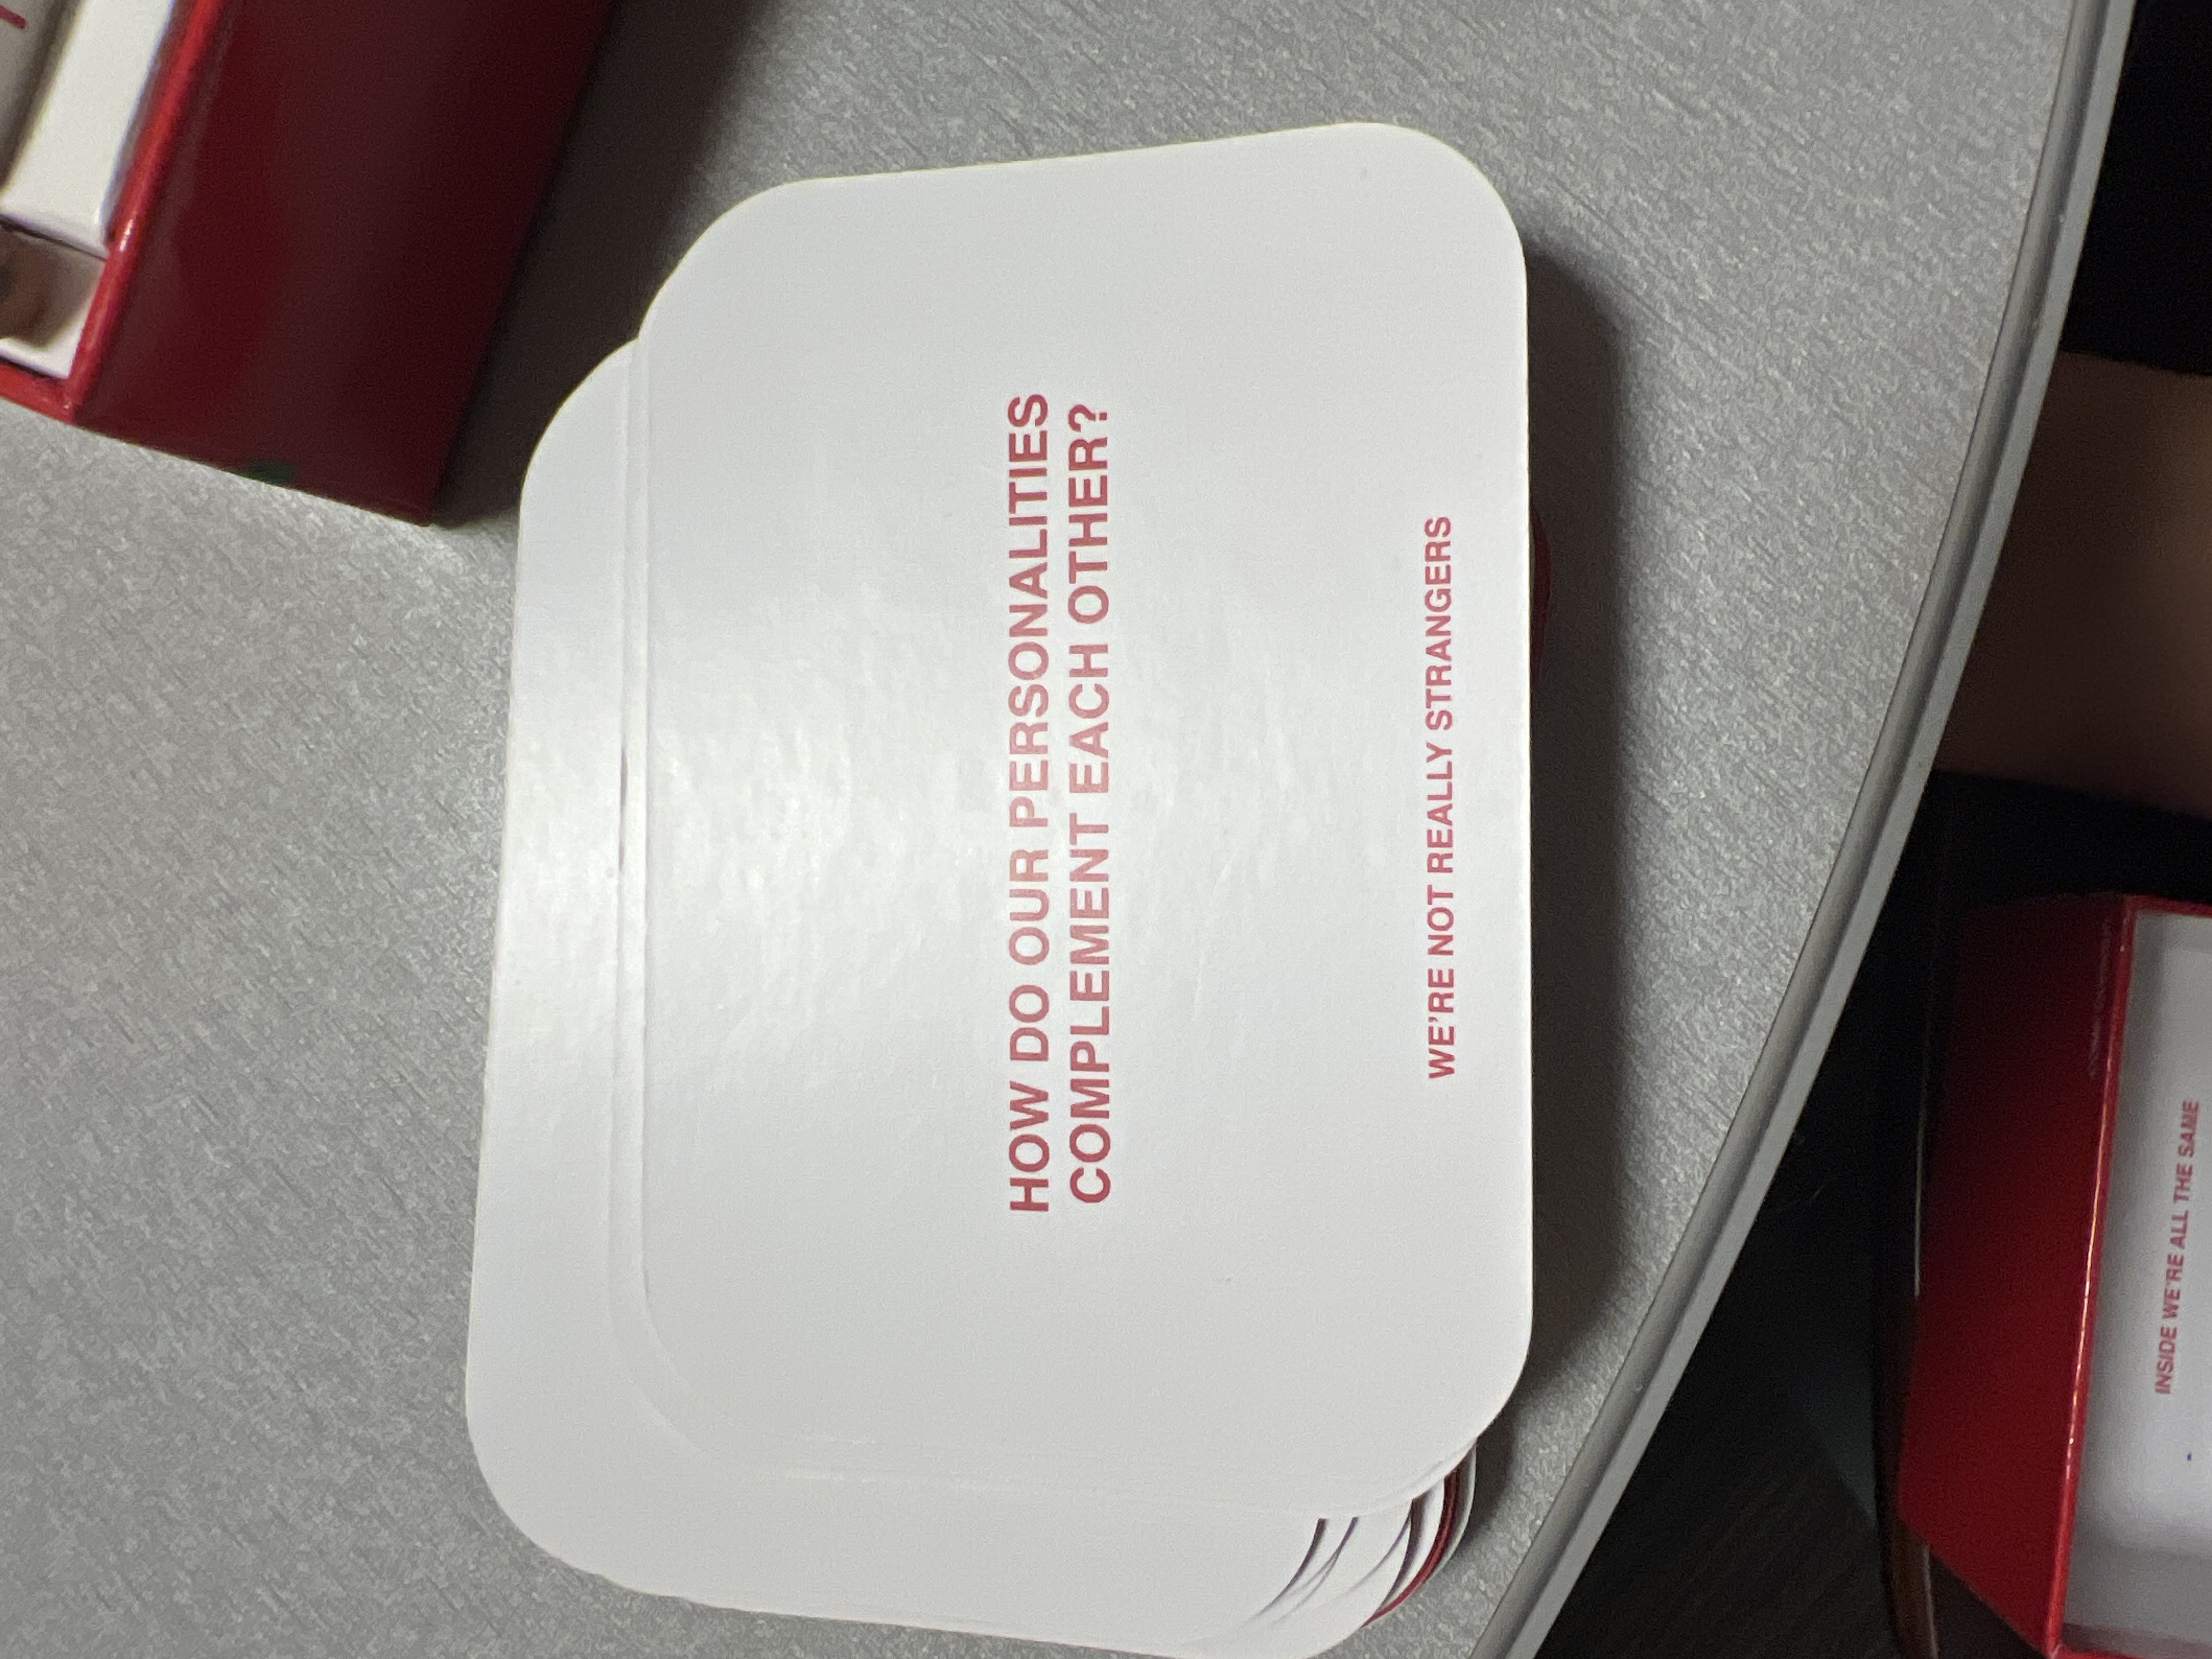 HOW DO OUR PERSONALITIES
COMPLEMENT EACH OTHER?
WE'RE NOT REALLY STRANGERS
INSIDE WE'RE ALL THE SAME